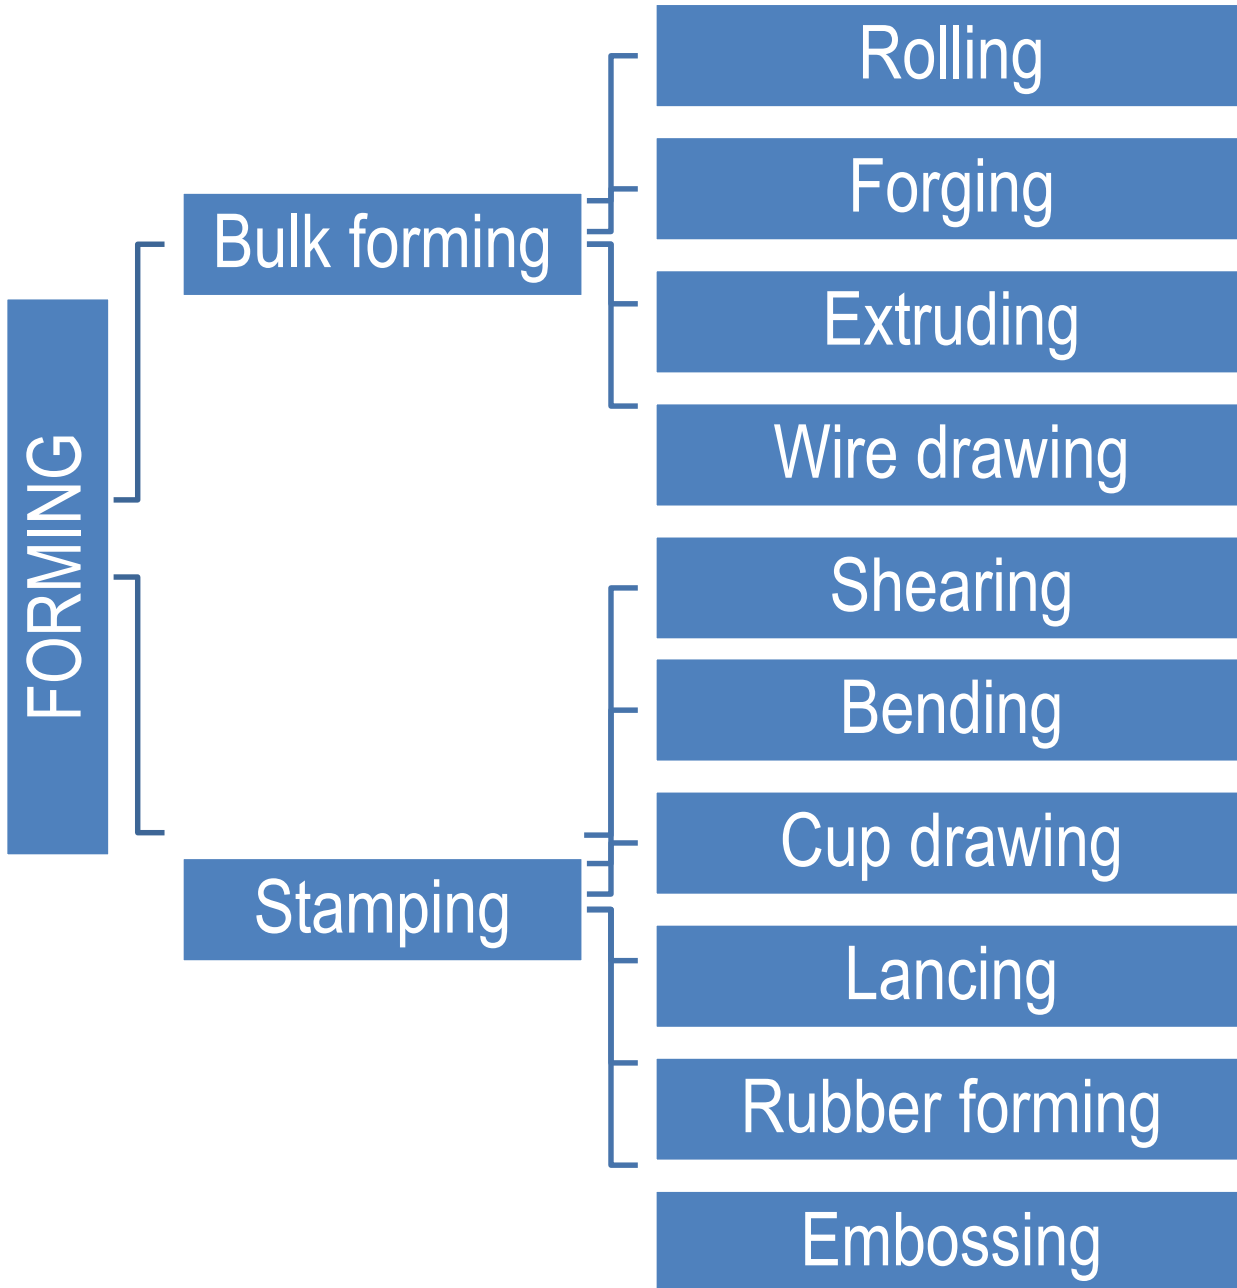 FORMING
Bulk forming
Rolling
Forging
Extruding
Wire drawing
Stamping
Shearing
Bending
Cup drawing
Lancing
Rubber forming
Embossing